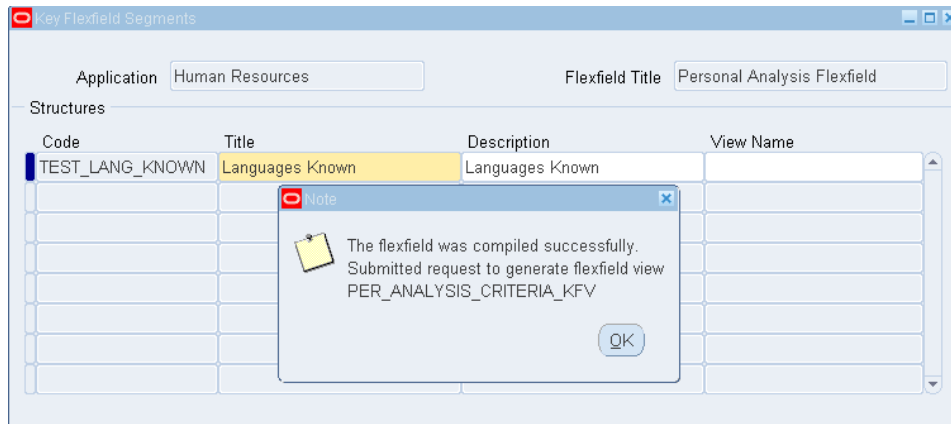 Key Flexfield Segments
Application Human Resources Flexfield Title Personal Analysis Flexfield
Structures
Code Title Description View Name
TEST_LANG_KNOWN Languages Known Languages Known
Note
The flexfield was compiled successfully.
Submitted request to generate flexfield view
PER_ANALYSIS_CRITERIA_KFV
OK